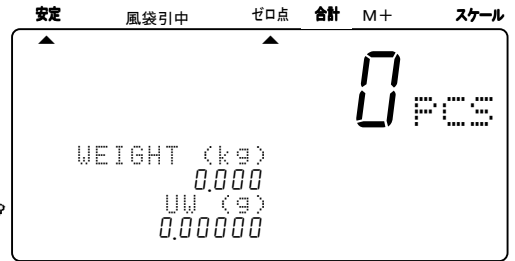 安定 風袋引中 ゼロ点 合計 M+ スケール
0 PCS
WEIGHT (kg)
0.000
UW (g)
0.00000